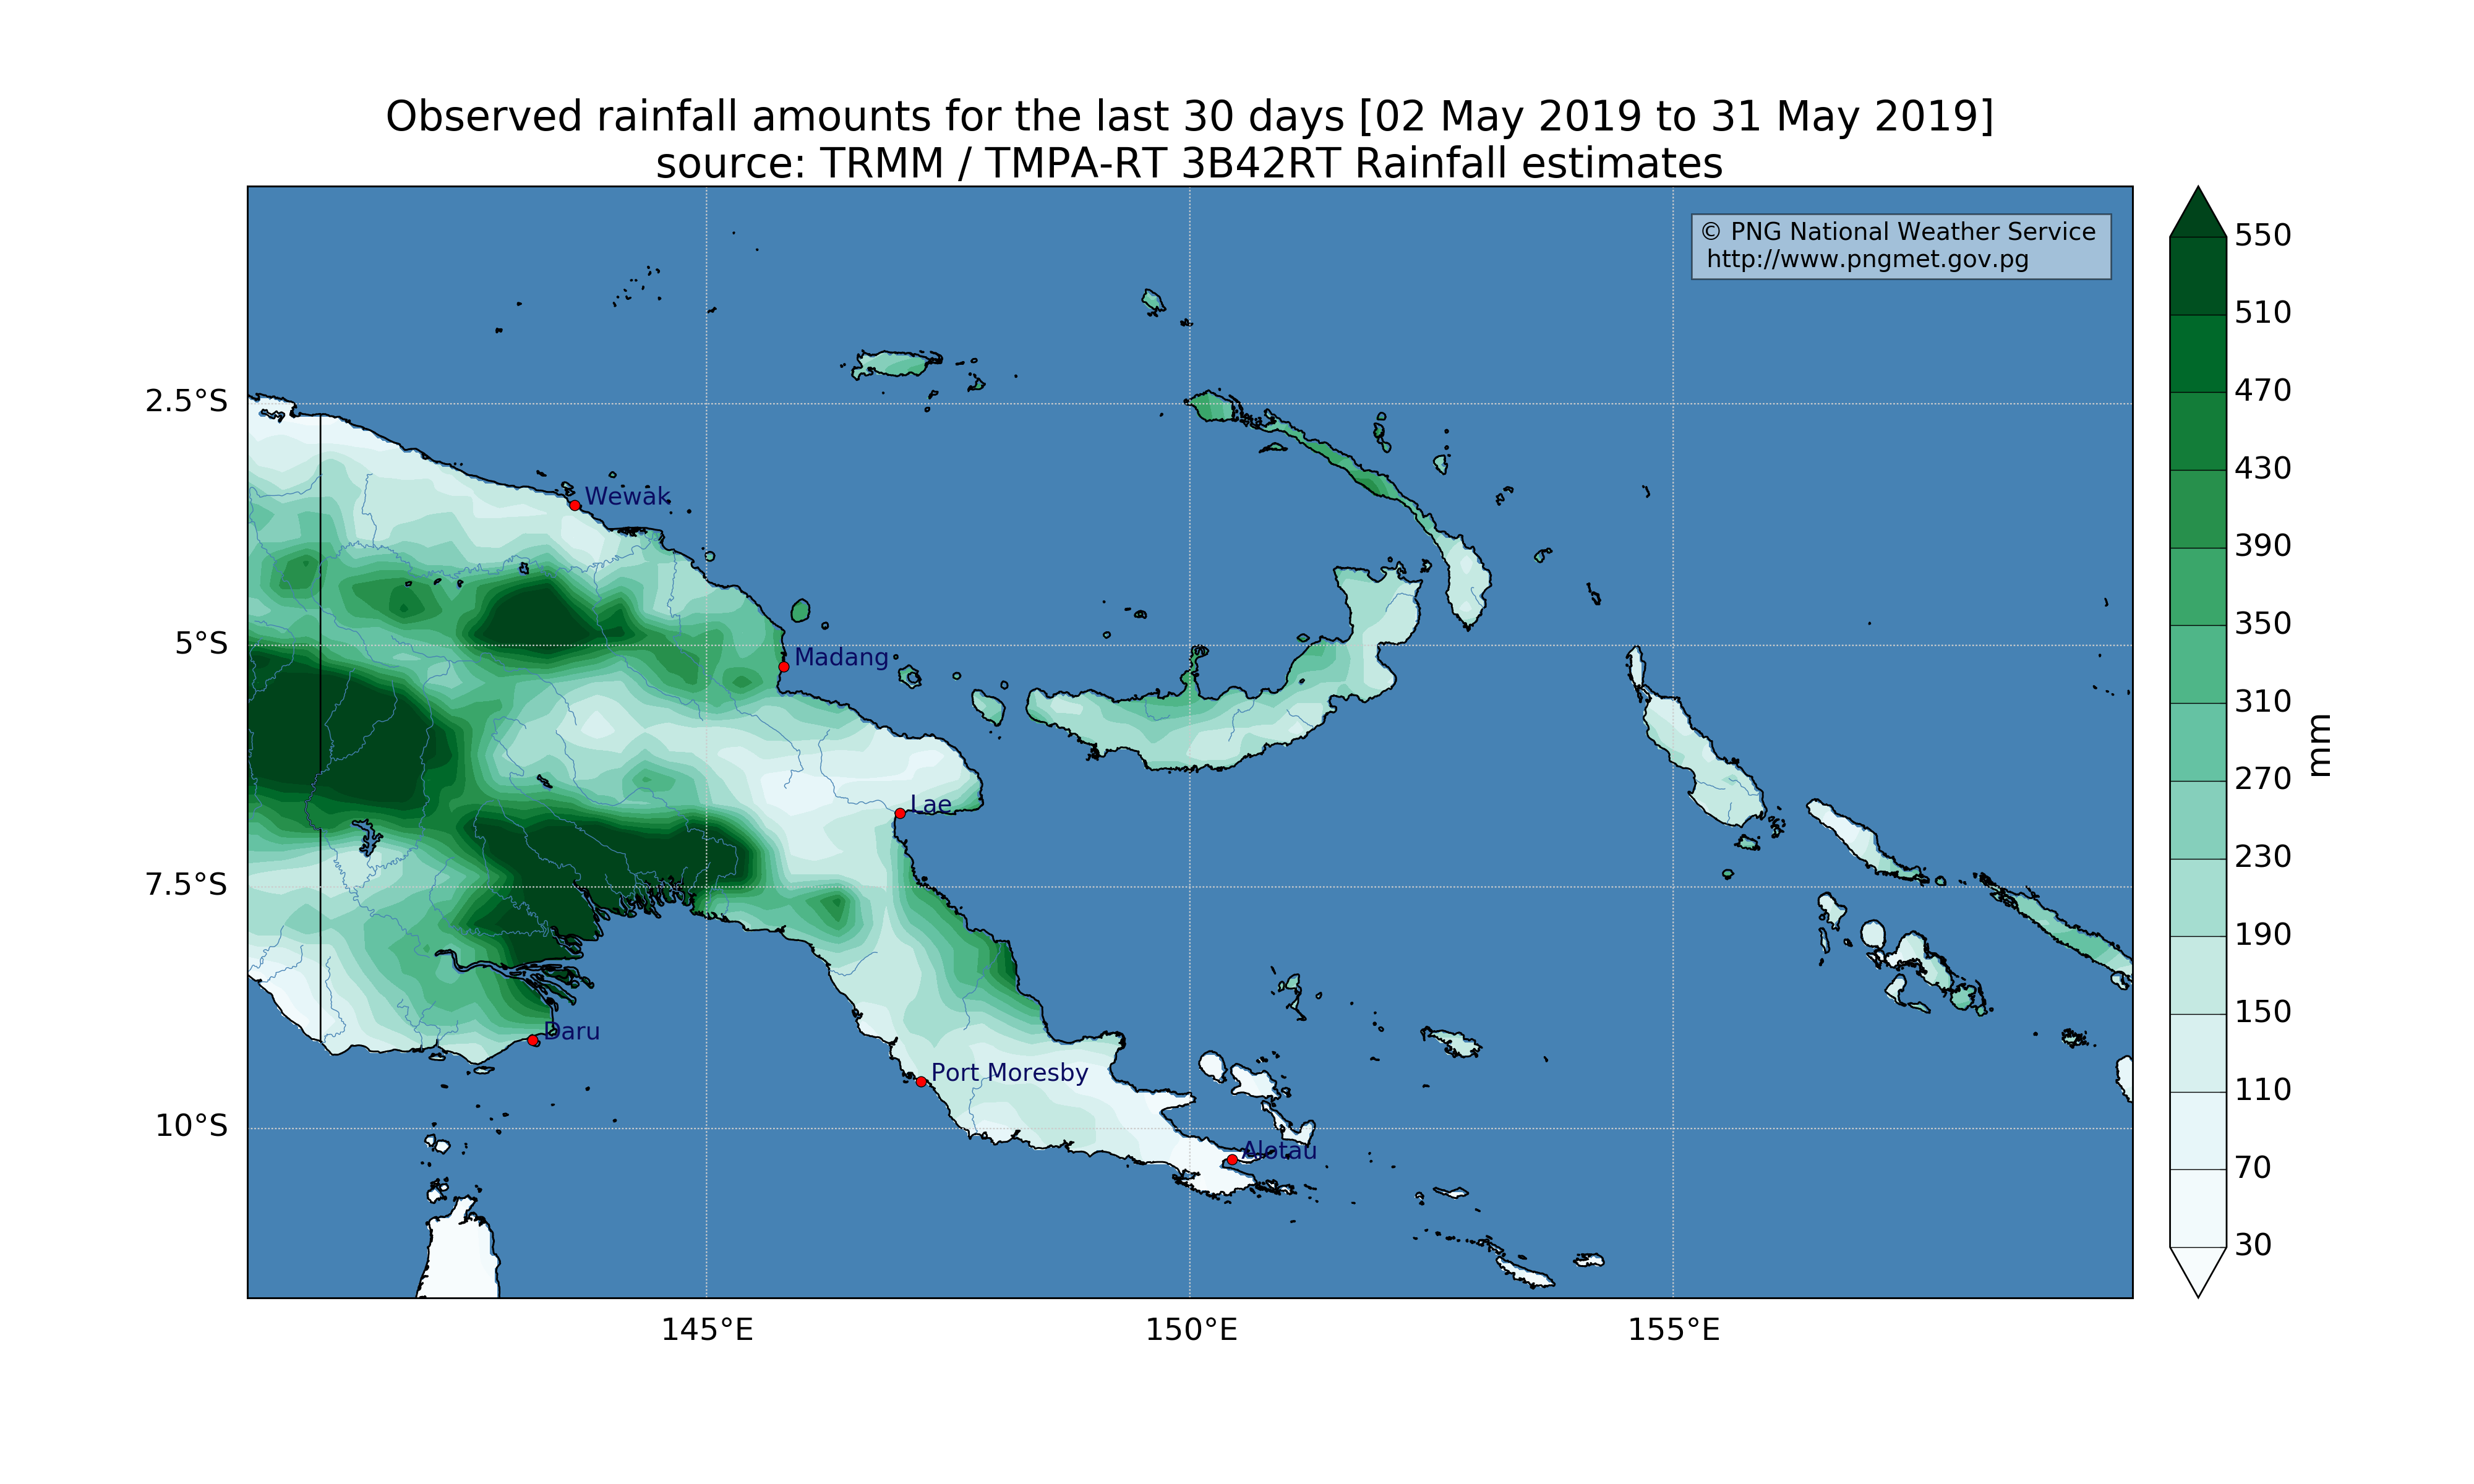 Observed rainfall amounts for the last 30 days [02 May 2019 to 31 May 2019]
source: TRMM / TMPA-RT 3B42RT Rainfall estimates
© PNG National Weather Service
http://www.pngmet.gov.pg
550
510
470
430
390
350
310
270
230
190
150
110
70
30
mm
2.5°S
5°S
7.5°S
10°S
Wewak
Madang
Lae
Daru
Port Moresby
Alotau
145°E
150°E
155°E